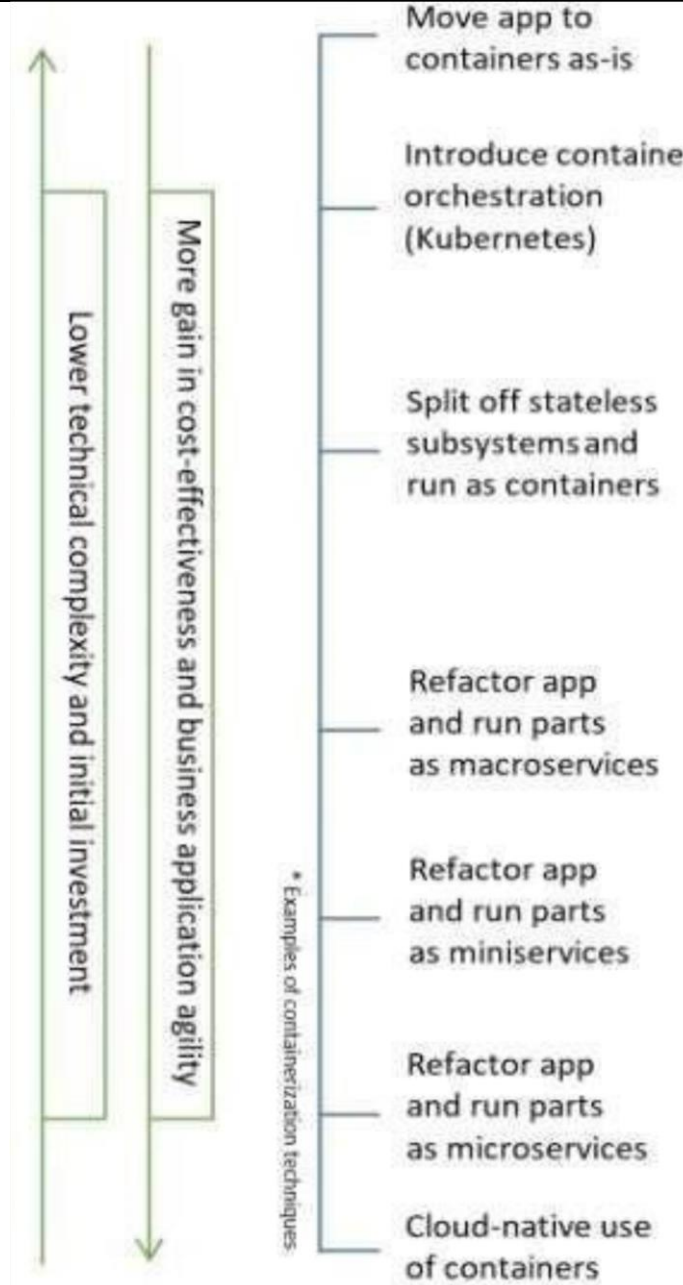 Move app to
containers as-is
Introduce containe
orchestration
(Kubernetes)
Split off stateless
subsystems and
run as containers
Refactor app
and run parts
as macroservices
Refactor app
and run parts
as miniservices
Refactor app
and run parts
as microservices
Cloud-native use
of containers
Lower technical complexity and initial investment
More gain in cost-effectiveness and business application agility
* Examples of containerization techniques